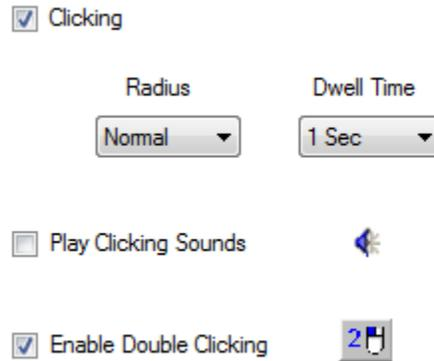 Clicking
Radius Dwell Time
Normal 1 Sec
Play Clicking Sounds
Enable Double Clicking 2